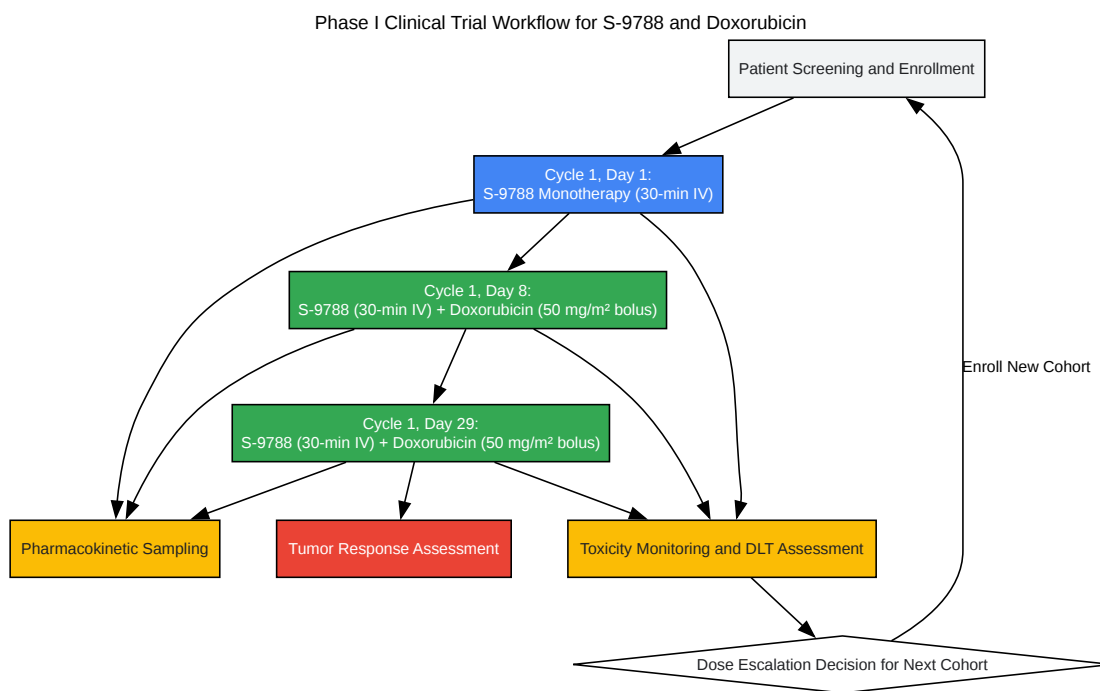 Phase I Clinical Trial Workflow for S-9788 and Doxorubicin
Patient Screening and Enrollment
Cycle 1, Day 1:
S-9788 Monotherapy (30-min IV)
Cycle 1, Day 8:
S-9788 (30-min IV) + Doxorubicin (50 mg/m² bolus)
Enroll New Cohort
Cycle 1, Day 29:
S-9788 (30-min IV) + Doxorubicin (50 mg/m² bolus)
Pharmacokinetic Sampling
Tumor Response Assessment
Toxicity Monitoring and DLT Assessment
Dose Escalation Decision for Next Cohort